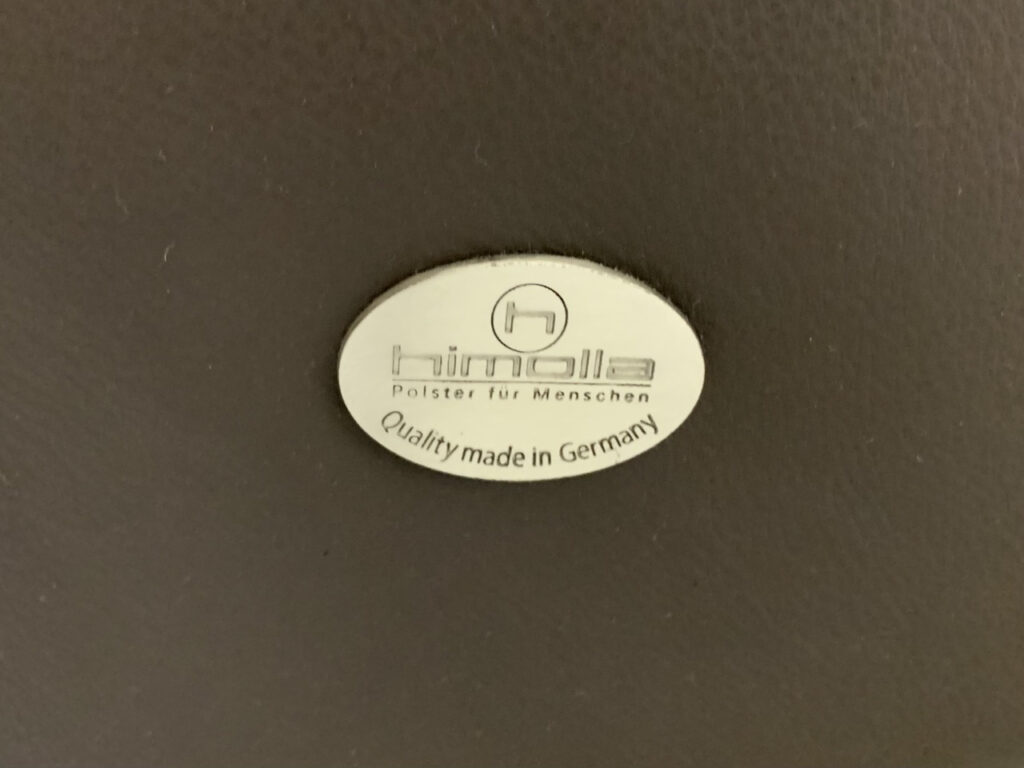 h
himolla
Polster für Menschen
Quality made in Germany